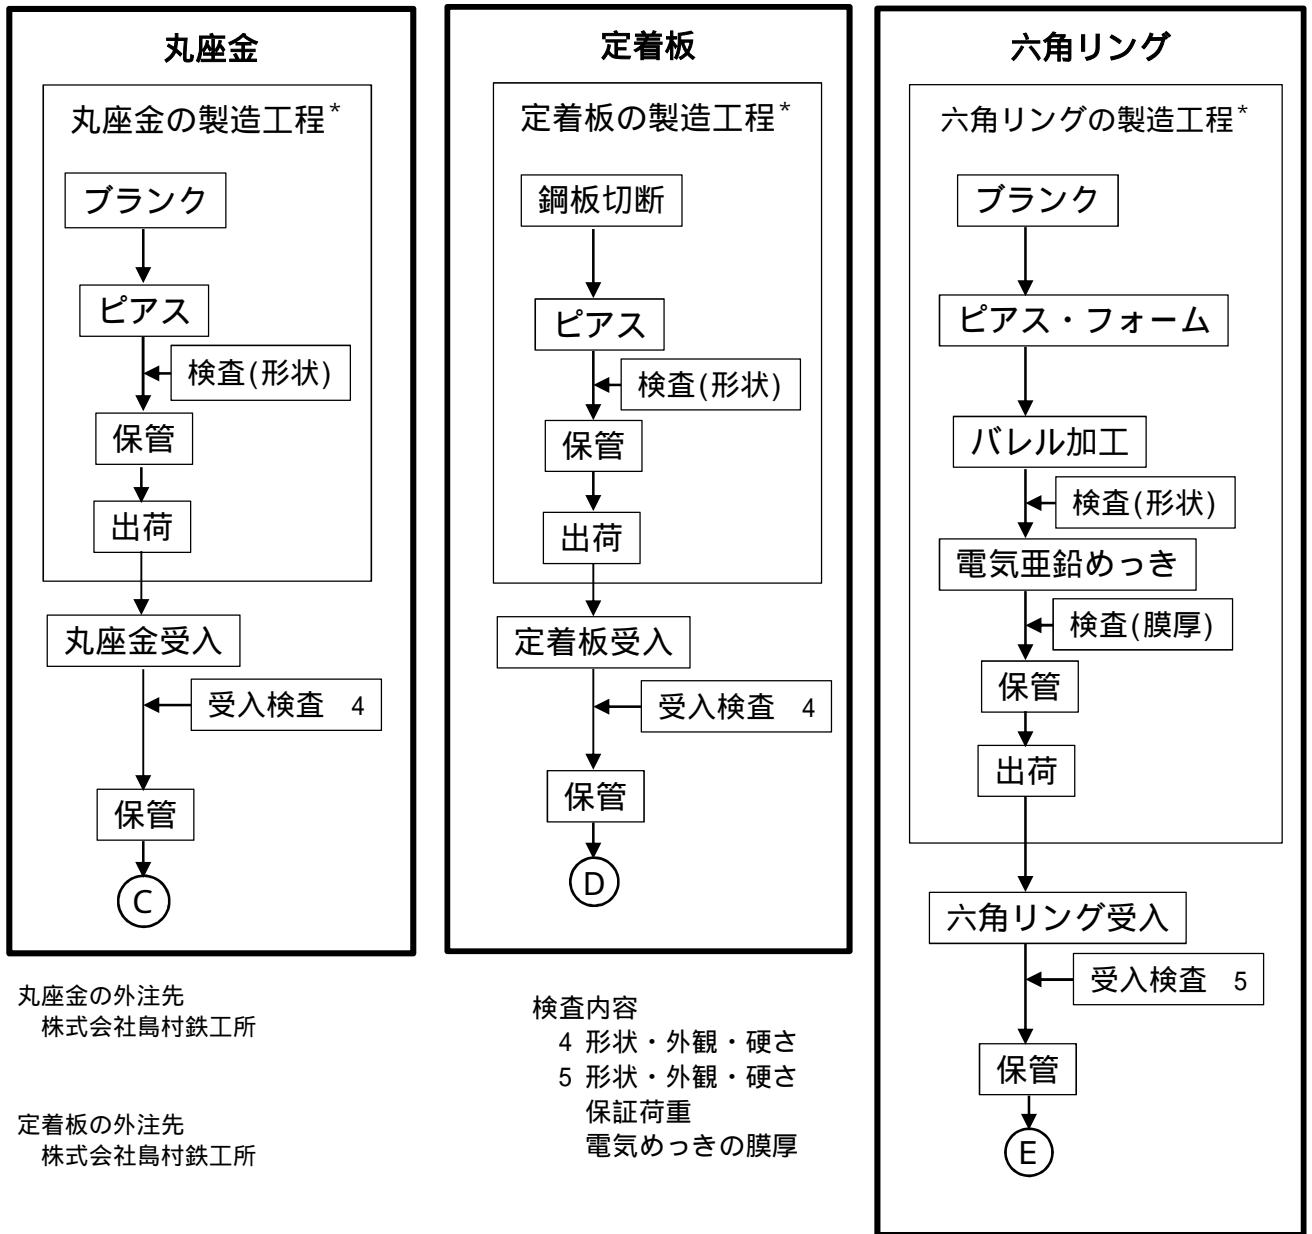 丸座金
丸座金の製造工程*
ブランク
ピアス
検査(形状)
保管
出荷
丸座金受入
受入検査 4
保管
C
定着板
定着板の製造工程*
鋼板切断
ピアス
検査(形状)
保管
出荷
定着板受入
受入検査 4
保管
D
六角リング
六角リングの製造工程*
ブランク
ピアス・フォーム
バレル加工
検査(形状)
電気亜鉛めっき
検査(膜厚)
保管
出荷
六角リング受入
受入検査 5
保管
E
丸座金の外注先
株式会社島村鉄工所
定着板の外注先
株式会社島村鉄工所
検査内容
4 形状・外観・硬さ
5 形状・外観・硬さ
保証荷重
電気めっきの膜厚